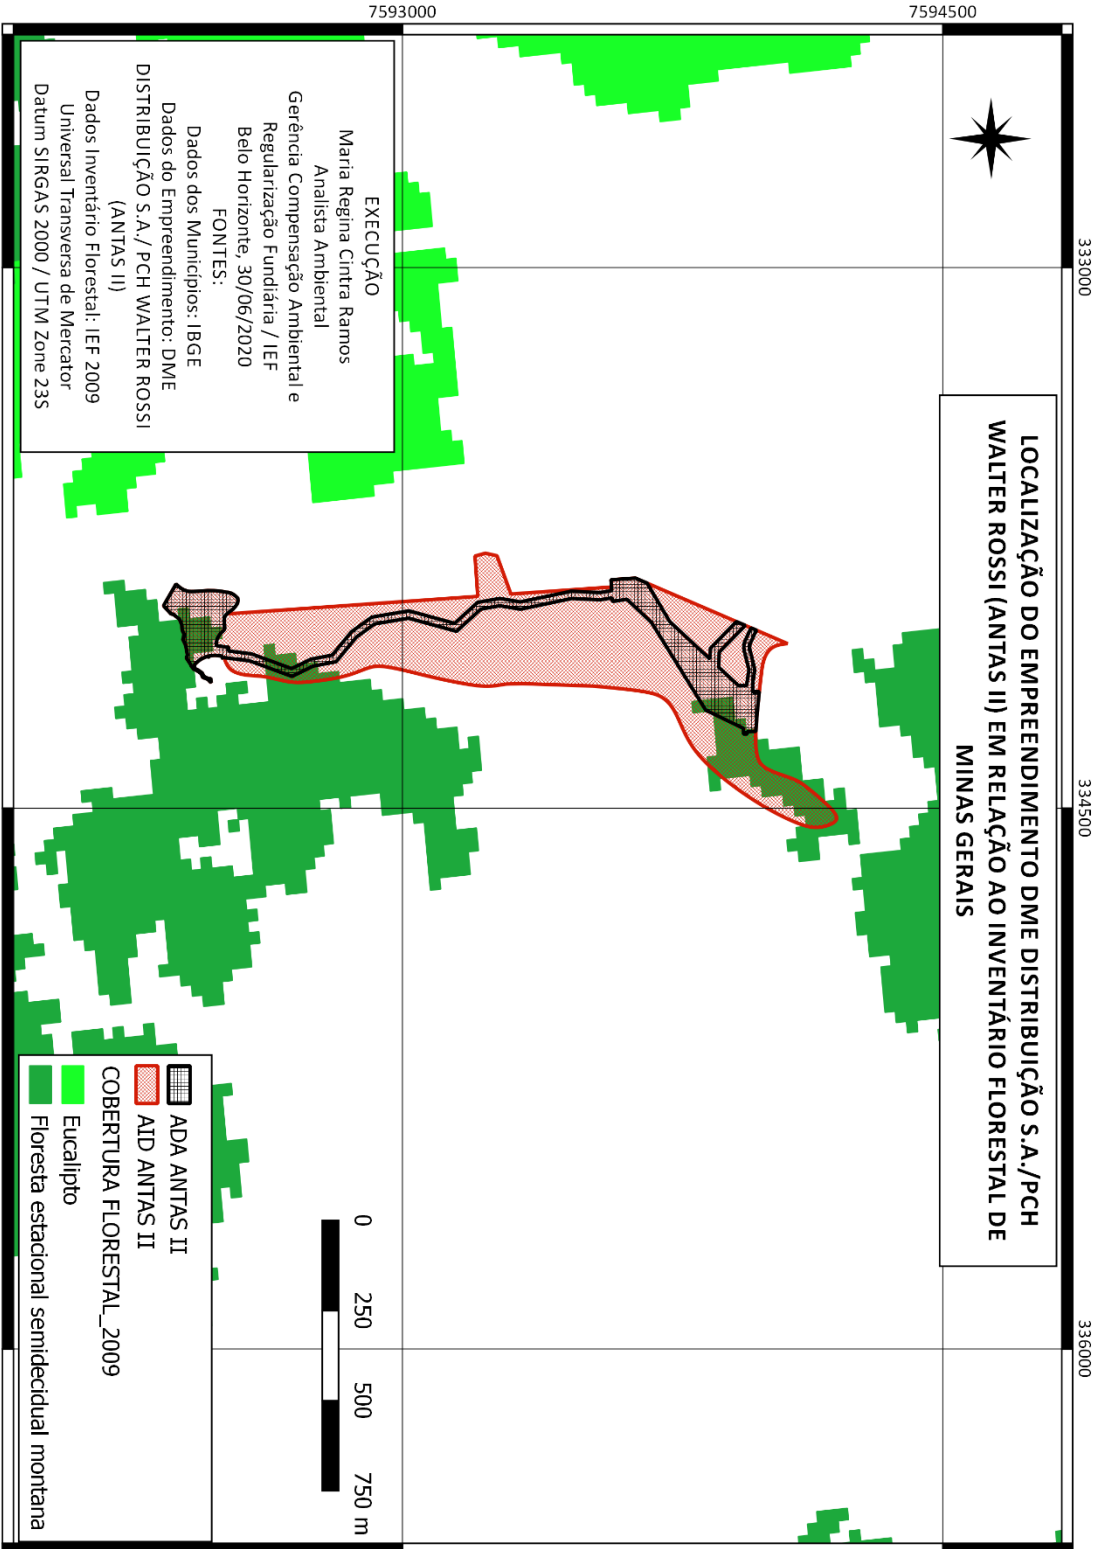 LOCALIZAÇÃO DO EMPREENDIMENTO DME DISTRIBUIÇÃO S.A./PCH
WALTER ROSSI (ANTAS II) EM RELAÇÃO AO INVENTÁRIO FLORESTAL DE
MINAS GERAIS
333000
334500
336000
7594500
7593000
EXECUÇÃO
Maria Regina Cintra Ramos
Analista Ambiental
Gerência Compensação Ambiental e
Regularização Fundiária / IEF
Belo Horizonte, 30/06/2020
FONTES:
Dados dos Municípios: IBGE
Dados do Empreendimento: DME
DISTRIBUIÇÃO S.A./ PCH WALTER ROSSI
(ANTAS II)
Dados Inventário Florestal: IEF 2009
Universal Transversa de Mercator
Datum SIRGAS 2000 / UTM Zone 23S
0 250 500 750 m
ADA ANTAS II
AID ANTAS II
COBERTURA FLORESTAL_2009
Eucalipto
Floresta estacional semidecidual montana